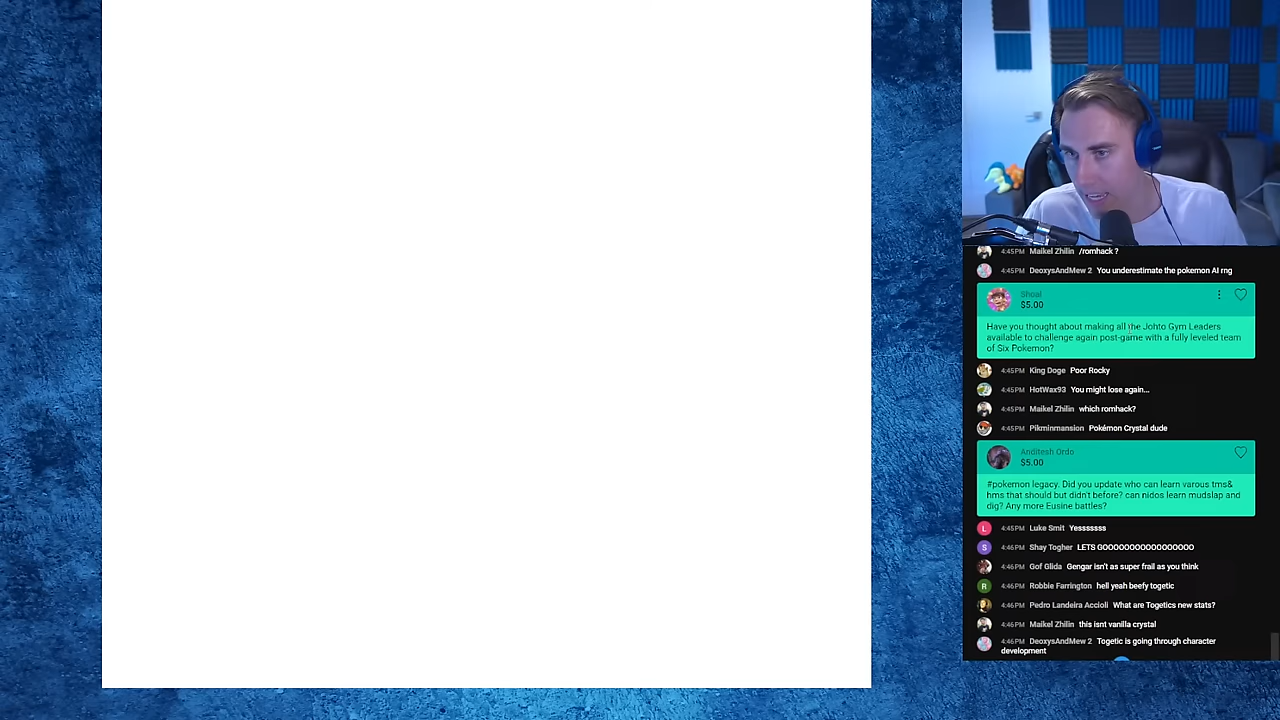 4:45PM Maikel Zhilin /romhack ?
4:45PM DeoxysAndMew 2 You underestimate the pokemon AI rng
Shoal
$5.00
Have you thought about making all the Johto Gym Leaders
available to challenge again post-game with a fully leveled team
of Six Pokemon?
4:45PM King Doge Poor Rocky
4:45PM HotWax93 You might lose again...
4:45PM Maikel Zhilin which romhack?
4:45PM Pikminmansion Pokémon Crystal dude
Anditesh Ordo
$5.00
#pokemon legacy. Did you update who can learn varous tms&
hms that should but didn't before? can nidos learn mudslap and
dig? Any more Eusine battles?
L 4:45PM Luke Smit Yesssssss
S 4:46PM Shay Togher LETS GOOOOOOOOOOOOOOOOO
4:46PM Gof Glida Gengar isn't as super frail as you think
R 4:46PM Robbie Farrington hell yeah beefy togetic
4:46PM Pedro Landeira Accioli What are Togetics new stats?
4:46PM Maikel Zhilin this isnt vanilla crystal
4:46PM DeoxysAndMew 2 Togetic is going through character
development